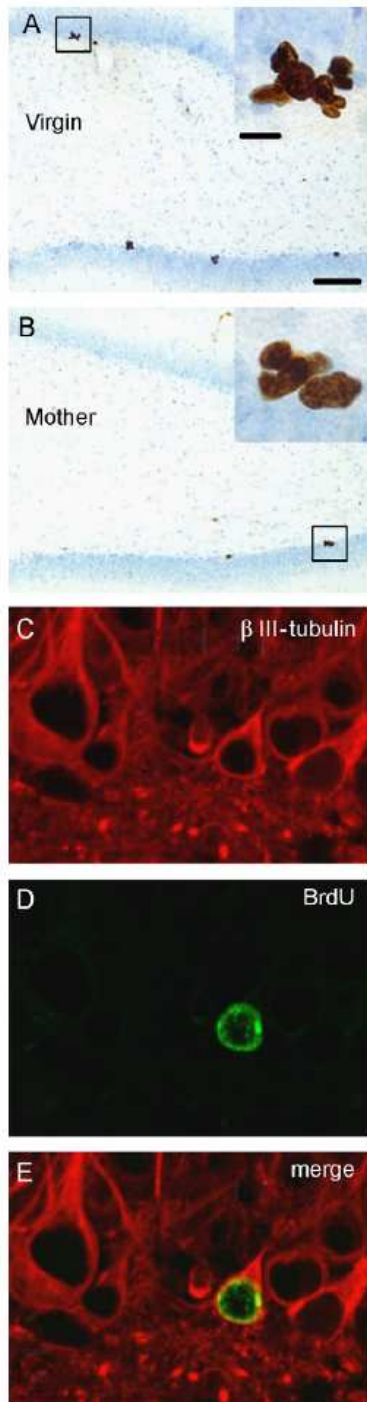 A
Virgin
B
Mother
C
β III-tubulin
D
BrdU
E
merge